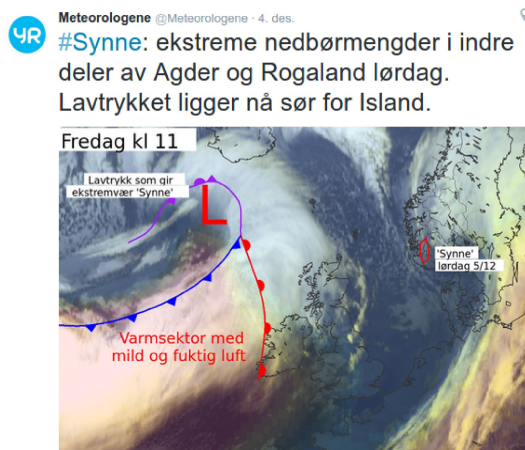 YR
Meteorologene @Meteorologene · 4. des.
#Synne: ekstreme nedbørmengder i indre
deler av Agder og Rogaland lørdag.
Lavtrykket ligger nå sør for Island.
Fredag kl 11
Lavtrykk som gir
ekstremvær 'Synne'
L
'Synne'
lørdag 5/12
Varmsektor med
mild og fuktig luft